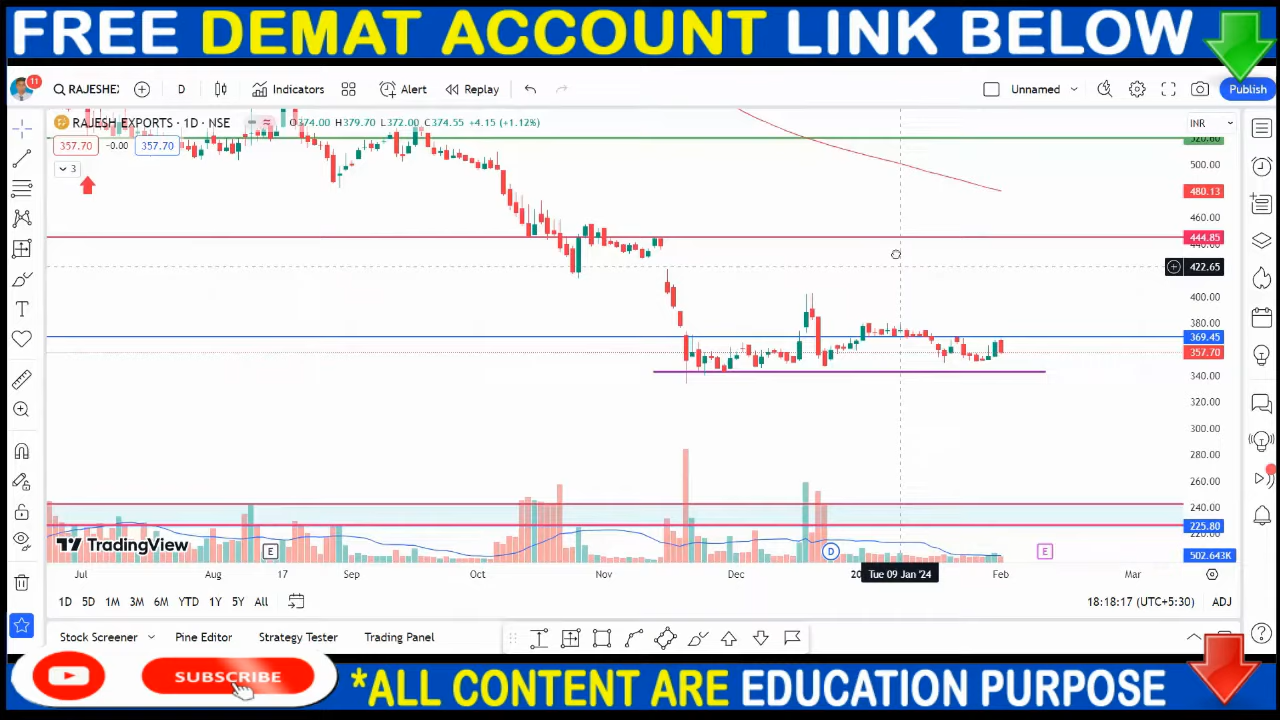 FREE DEMAT ACCOUNT LINK BELOW
11
RAJESHE
D
Indicators
Alert
Replay
Unnamed
Publish
RAJESH EXPORTS · 1D · NSE
O374.00 H379.70 L372.00 C374.55 +4.15 (+1.12%)
INR
357.70
-0.00
357.70
3
520.60
500.00
480.13
460.00
444.85
422.65
400.00
380.00
369.45
357.70
340.00
320.00
300.00
280.00
260.00
240.00
225.80
502.643K
TradingView
E
D
E
Jul
Aug
17
Sep
Oct
Nov
Dec
20
Tue 09 Jan '24
Feb
Mar
1D 5D 1M 3M 6M YTD 1Y 5Y All
18:18:17 (UTC+5:30)
ADJ
Stock Screener
Pine Editor
Strategy Tester
Trading Panel
SUBSCRIBE
*ALL CONTENT ARE EDUCATION PURPOSE